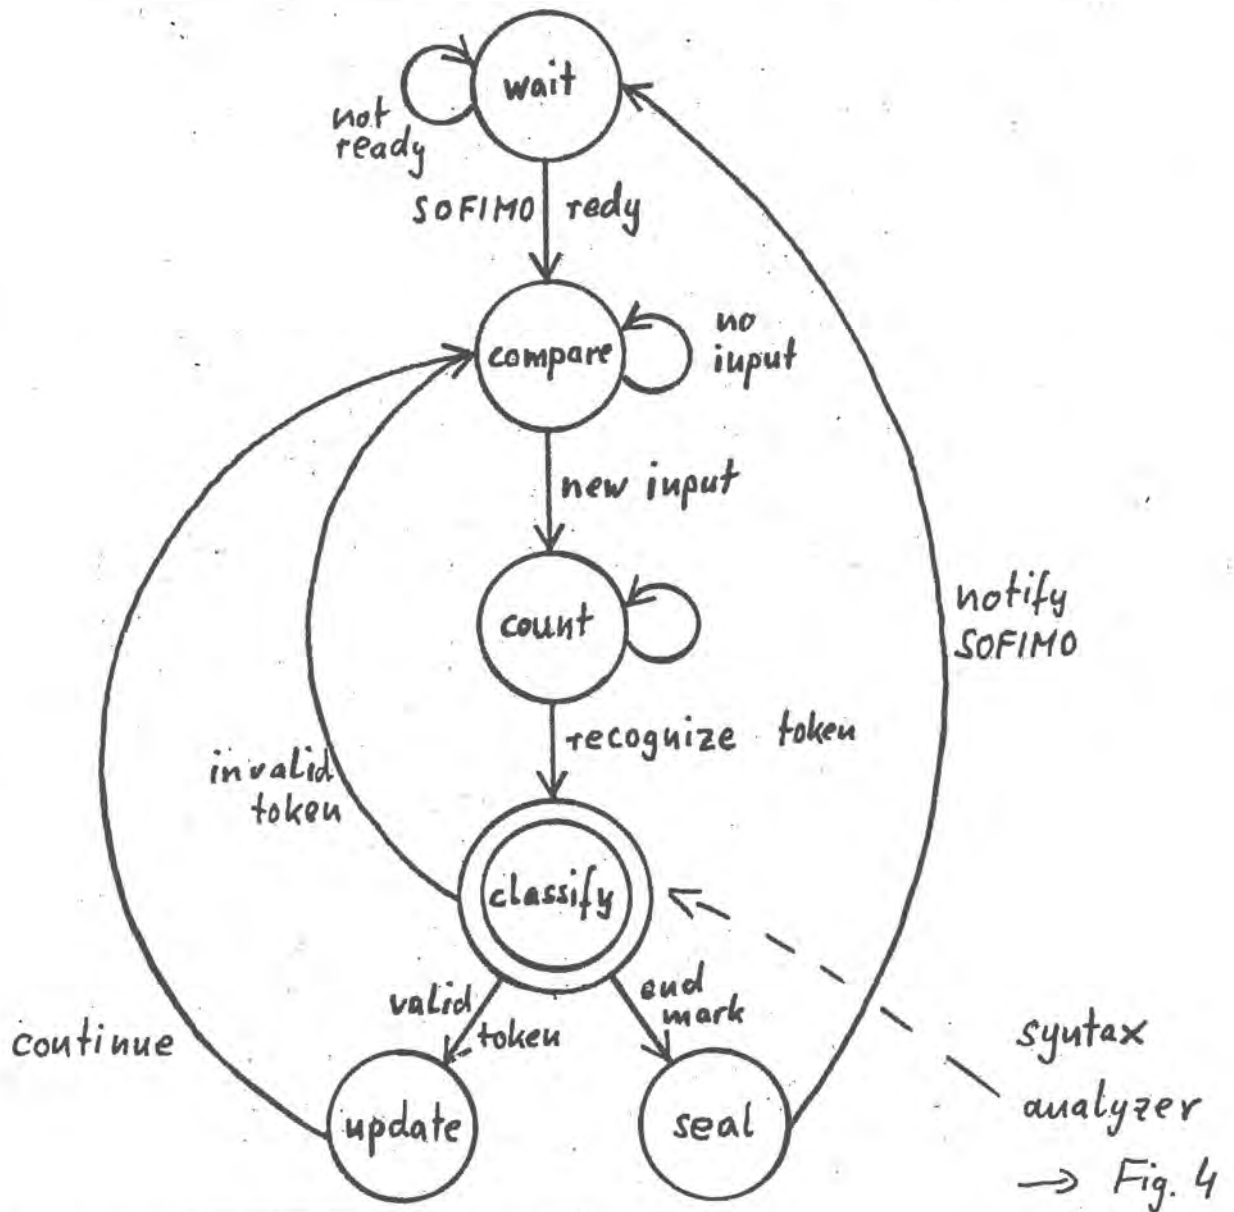 wait
not
ready
SOFIMO redy
compare
no
input
new input
count
notify
SOFIMO
recognize token
invalid
token
classify
valid
token
end
mark
continue
update
seal
syntax
analyzer
→ Fig. 4